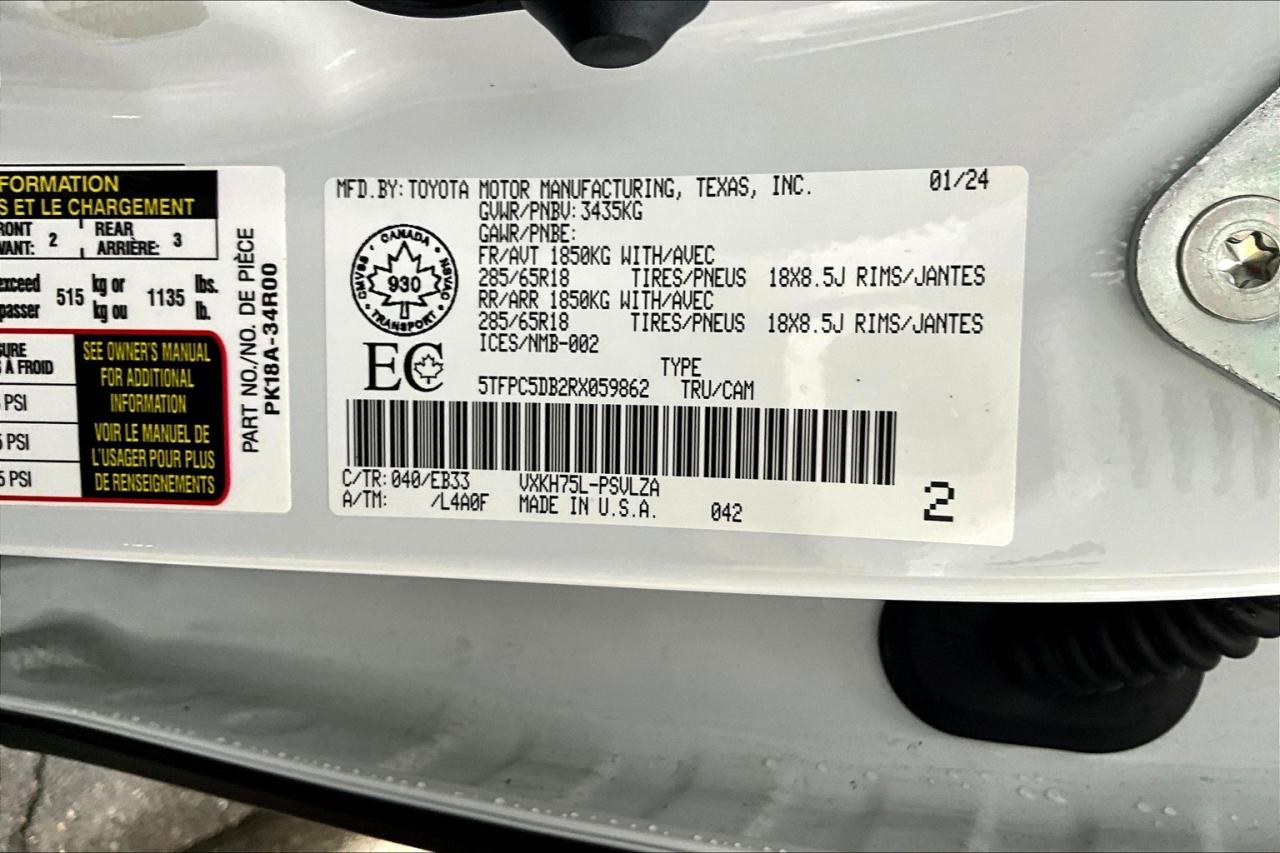 FORMATION
S ET LE CHARGEMENT
RONT
VANT: 2
REAR
ARRIÈRE: 3
exceed
passer
515
kg or
kg ou
1135
lbs.
lb.
URE
À FROID
PSI
5 PSI
5 PSI
SEE OWNER'S MANUAL
FOR ADDITIONAL
INFORMATION
VOIR LE MANUEL DE
L'USAGER POUR PLUS
DE RENSEIGNEMENTS
PART NO./NO. DE PIÈCE
PK18A-34R00
MFD.BY: TOYOTA MOTOR MANUFACTURING, TEXAS, INC. 01/24
GVWR/PNBV: 3435KG
GAWR/PNBE:
FR/AVT 1850KG WITH/AVEC
285/65R18 TIRES/PNEUS 18X8.5J RIMS/JANTES
RR/ARR 1850KG WITH/AVEC
285/65R18 TIRES/PNEUS 18X8.5J RIMS/JANTES
ICES/NMB-002
CANADA
CMVSS
930
NSVAC
TRANSPORT
EC
TYPE
5TFPC5DB2RX059862 TRU/CAM
C/TR: 040/EB33 VXKH75L-PSVLZA
A/TM: /L4A0F MADE IN U.S.A. 042
2